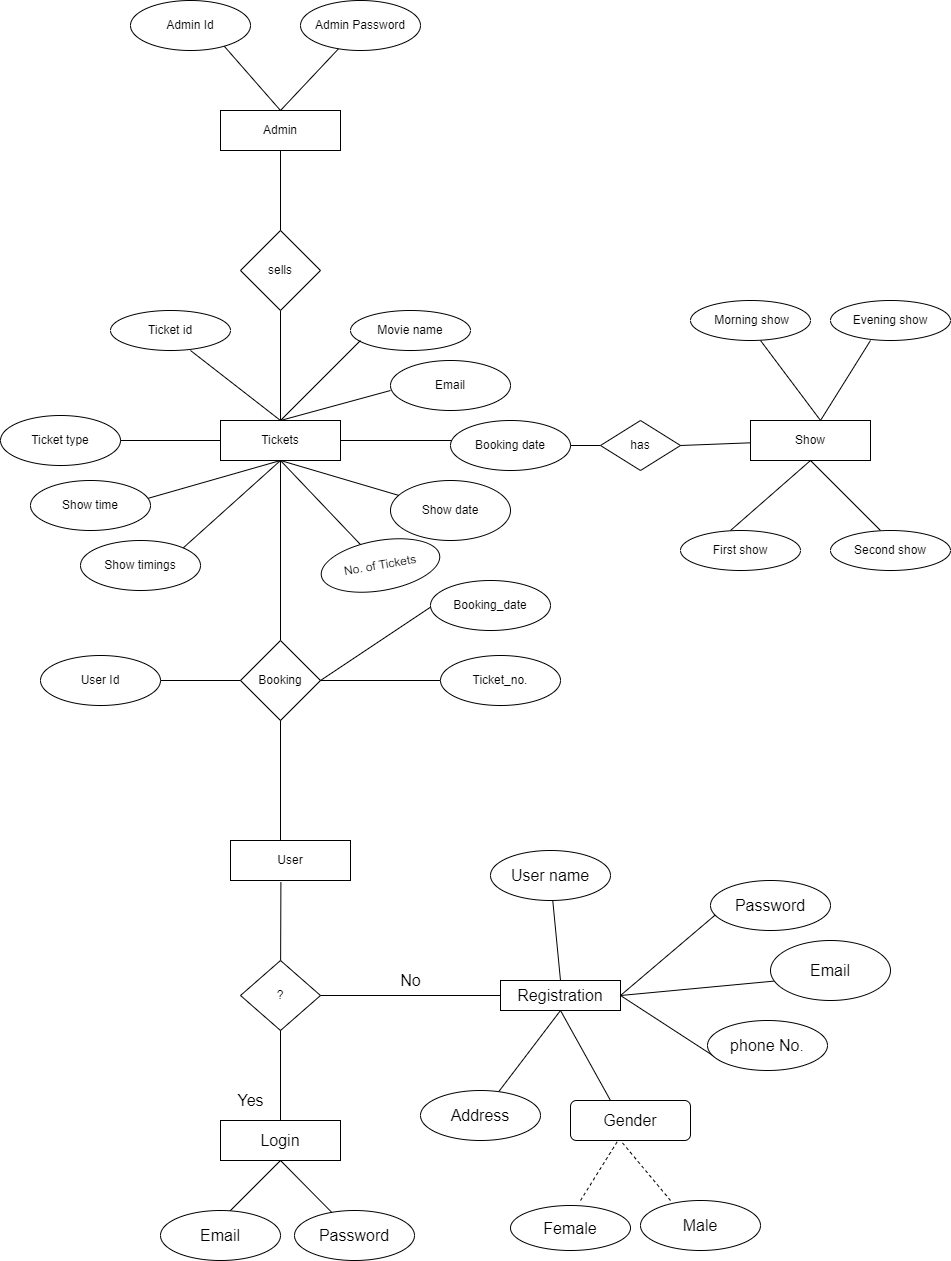 Admin Id
Admin Password
Admin
sells
Ticket id
Movie name
Morning show
Evening show
Email
Ticket type
Tickets
Booking date
has
Show
Show time
Show date
Show timings
No. of Tickets
First show
Second show
Booking_date
User Id
Booking
Ticket_no.
User
User name
Password
Email
?
No
Registration
phone No.
Yes
Address
Gender
Login
Email
Password
Female
Male